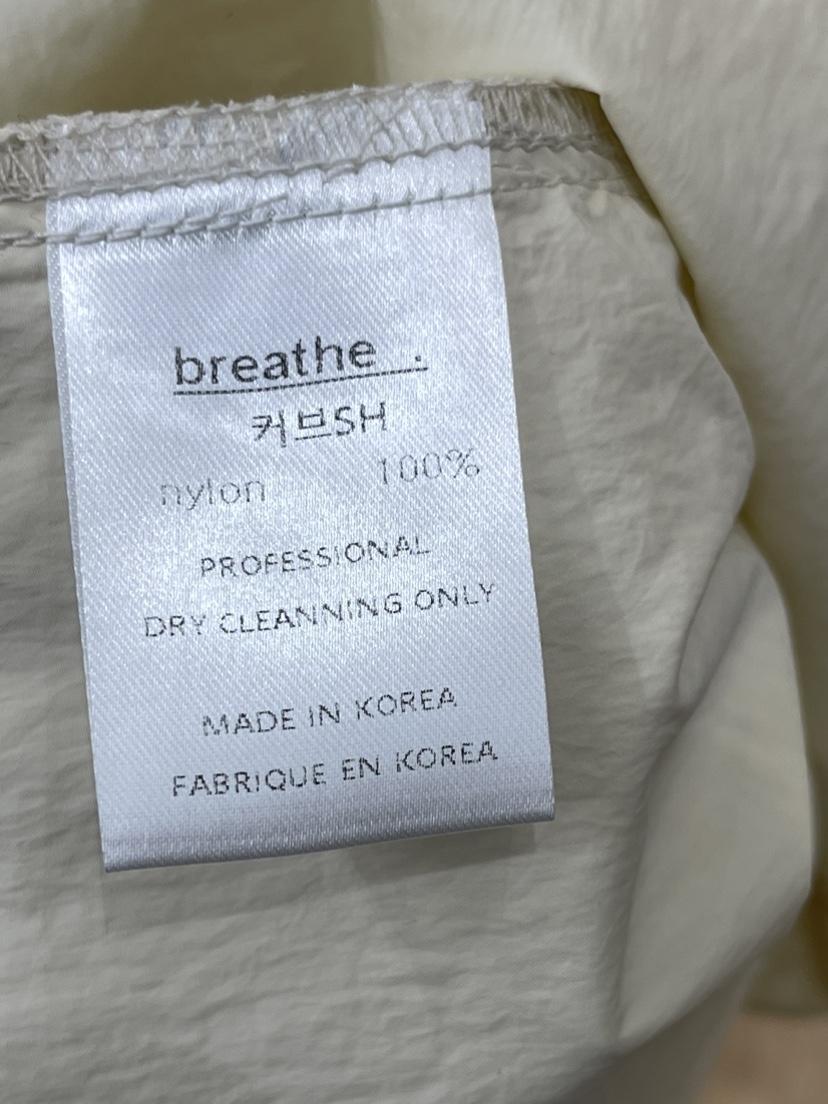 breathe .
커브SH
nylon 100%
PROFESSIONAL
DRY CLEANNING ONLY
MADE IN KOREA
FABRIQUE EN KOREA